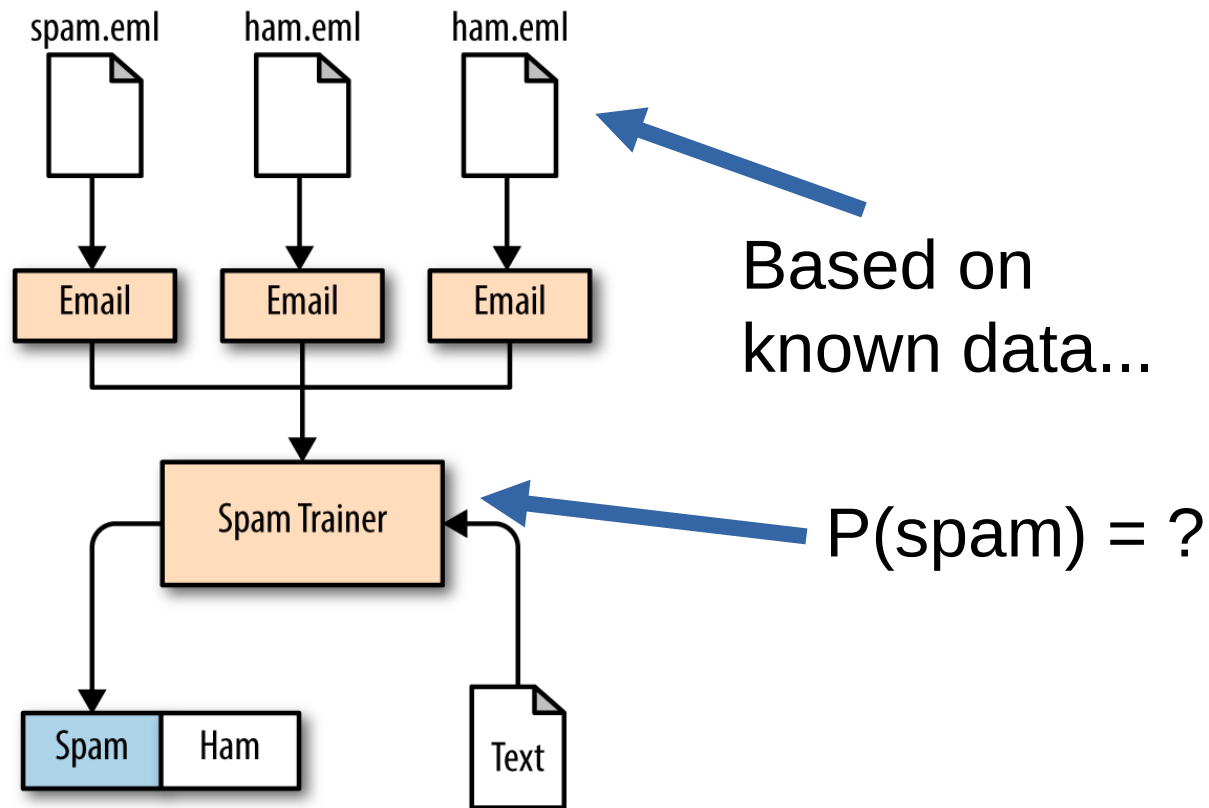 spam.eml
ham.eml
ham.eml
Email
Email
Email
Based on
known data...
Spam Trainer
P(spam) = ?
Spam
Ham
Text